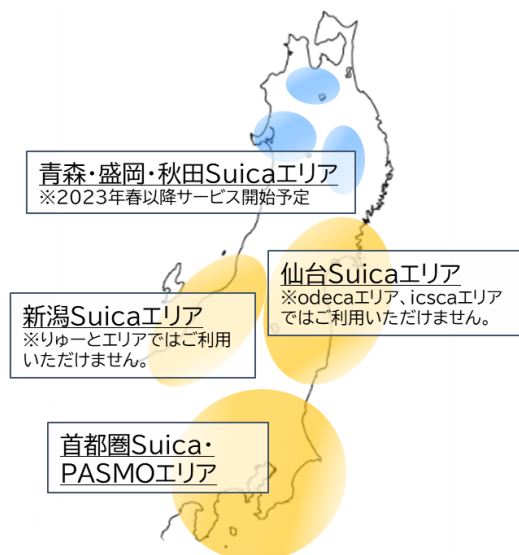 青森・盛岡・秋田Suicaエリア
※2023年春以降サービス開始予定
仙台Suicaエリア
※odecaエリア、icscaエリア
ではご利用いただけません。
新潟Suicaエリア
※りゅーとエリアではご利用
いただけません。
首都圏Suica・
PASMOエリア